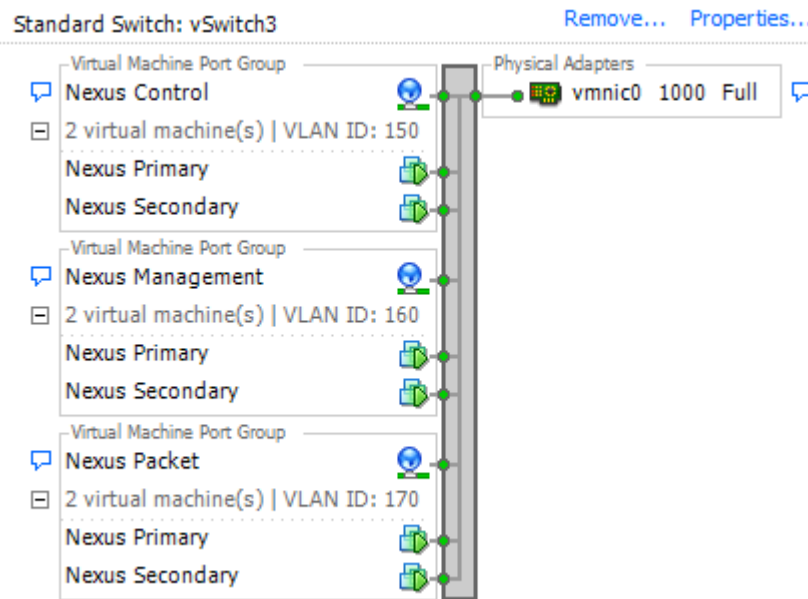 Standard Switch: vSwitch3 Remove... Properties...
Virtual Machine Port Group
Nexus Control
2 virtual machine(s) | VLAN ID: 150
Nexus Primary
Nexus Secondary
Physical Adapters
vmnic0 1000 Full
Virtual Machine Port Group
Nexus Management
2 virtual machine(s) | VLAN ID: 160
Nexus Primary
Nexus Secondary
Virtual Machine Port Group
Nexus Packet
2 virtual machine(s) | VLAN ID: 170
Nexus Primary
Nexus Secondary